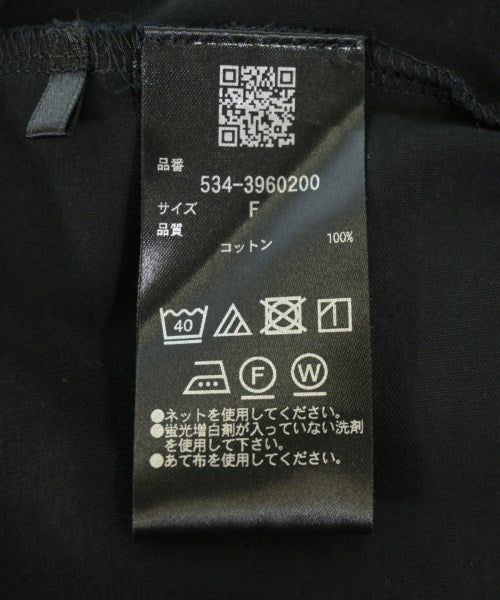 品番
534-3960200
サイズ F
品質
コットン 100%
40
F W
●ネットを使用してください。
●蛍光増白剤が入っていない洗剤
を使用して下さい。
●あて布を使用してください。